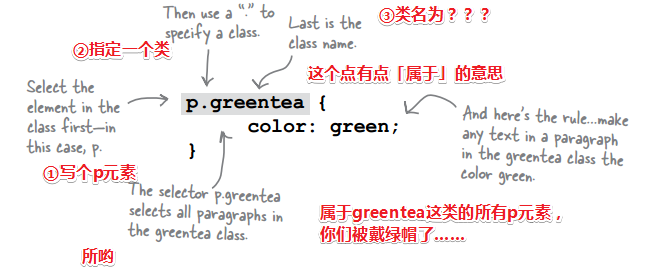 Then use a "." to
specify a class.
Last is the
class name.
③类名为？？？
②指定一个类
这个点有点「属于」的意思
Select the
element in the
class first—in
this case, p.
①写个p元素
p.greentea {
color: green;
}
And here's the rule...make
any text in a paragraph
in the greentea class the
color green.
The selector p.greentea
selects all paragraphs in
the greentea class.
属于greentea这类的所有p元素，
你们被戴绿帽了……
所哟